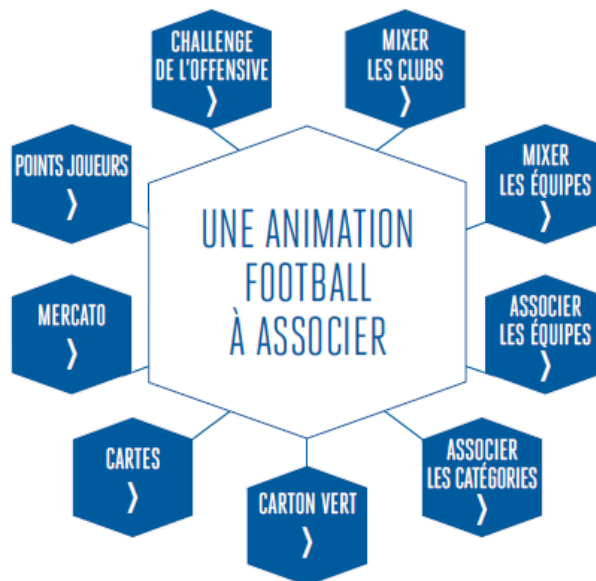 CHALLENGE
DE L'OFFENSIVE
MIXER
LES CLUBS
POINTS JOUEURS
MIXER
LES ÉQUIPES
UNE ANIMATION
FOOTBALL
À ASSOCIER
MERCATO
ASSOCIER
LES ÉQUIPES
CARTES
ASSOCIER
LES CATÉGORIES
CARTON VERT